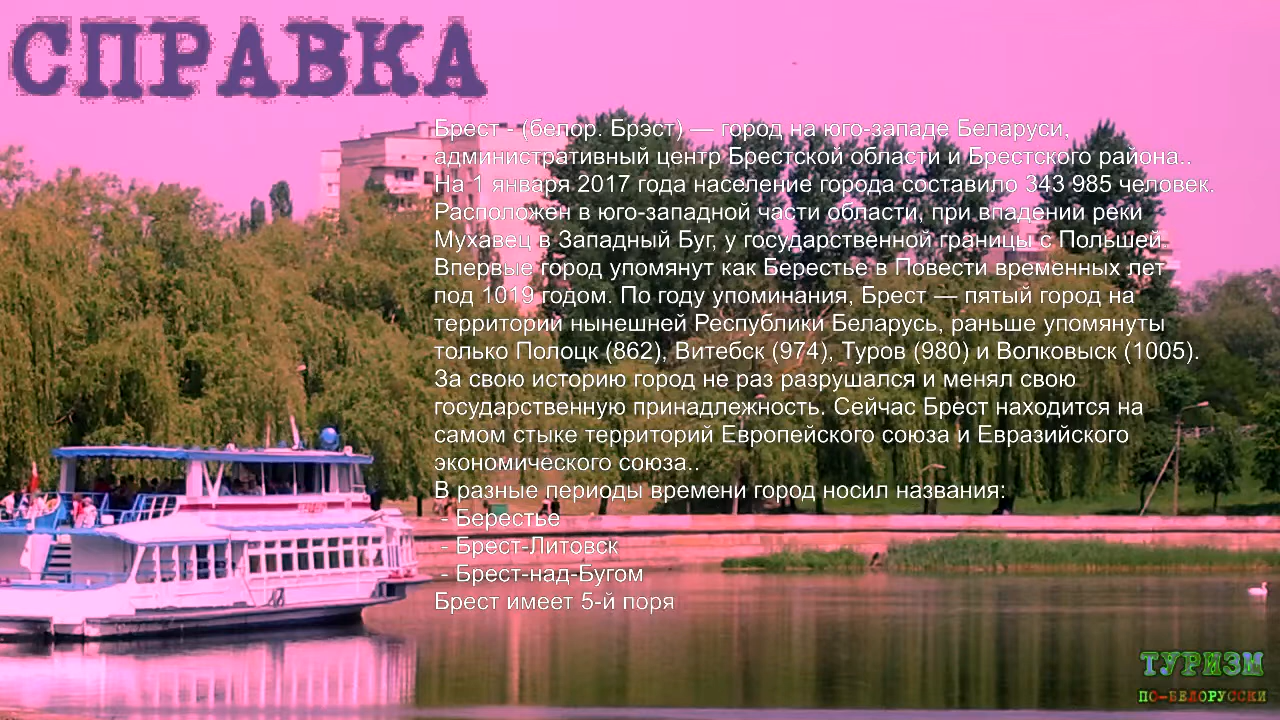 СПРАВКА
Брест - (белор. Брэст) — город на юго-западе Беларуси,
административный центр Брестской области и Брестского района..
На 1 января 2017 года население города составило 343 985 человек.
Расположен в юго-западной части области, при впадении реки
Мухавец в Западный Буг, у государственной границы с Польшей.
Впервые город упомянут как Берестье в Повести временных лет
под 1019 годом. По году упоминания, Брест — пятый город на
территории нынешней Республики Беларусь, раньше упомянуты
только Полоцк (862), Витебск (974), Туров (980) и Волковыск (1005).
За свою историю город не раз разрушался и менял свою
государственную принадлежность. Сейчас Брест находится на
самом стыке территорий Европейского союза и Евразийского
экономического союза..
В разные периоды времени город носил названия:
- Берестье
- Брест-Литовск
- Брест-над-Бугом
Брест имеет 5-й поря
ТУРИЗМ
ПО-БЕЛОРУССКИ